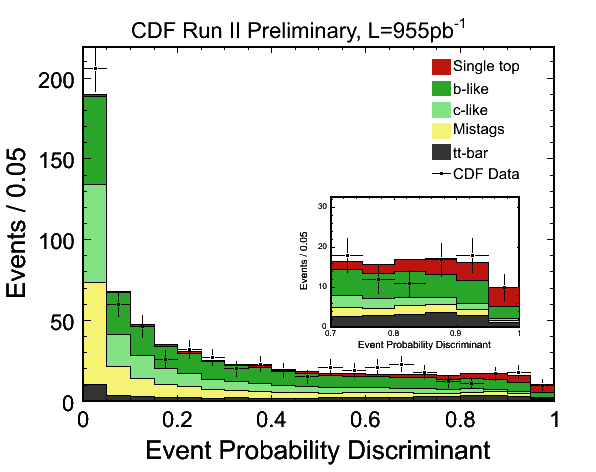 CDF Run II Preliminary, L=955pb-1
Events / 0.05
200
150
100
50
0
Single top
b-like
c-like
Mistags
tt-bar
CDF Data
Events / 0.05
30
20
10
0
0.7 0.8 0.9 1
Event Probability Discriminant
0 0.2 0.4 0.6 0.8 1
Event Probability Discriminant